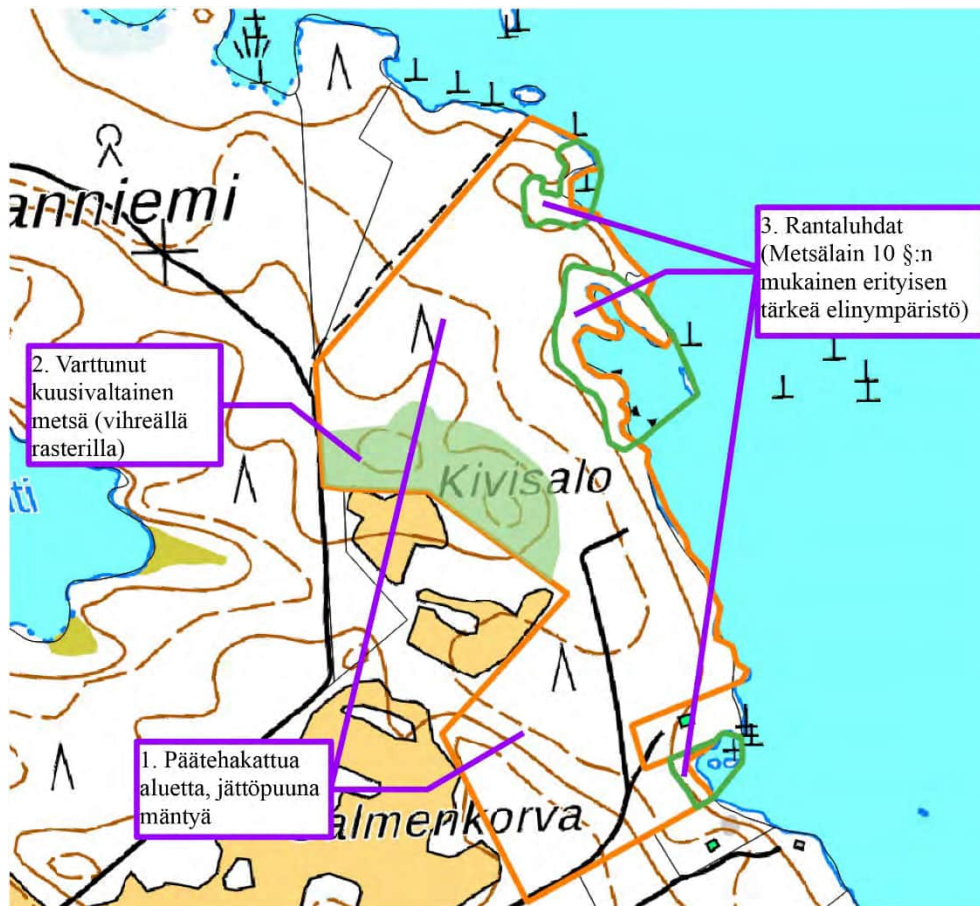 anniemi
3. Rantaluhdat
(Metsälain 10 §:n
mukainen erityisen
tärkeä elinympäristö)
2. Varttunut
kuusivaltainen
metsä (vihreällä
rasterilla)
Kivisalo
ti
1. Päätehakattua
aluetta, jättöpuuna
mäntyä
almenkorva